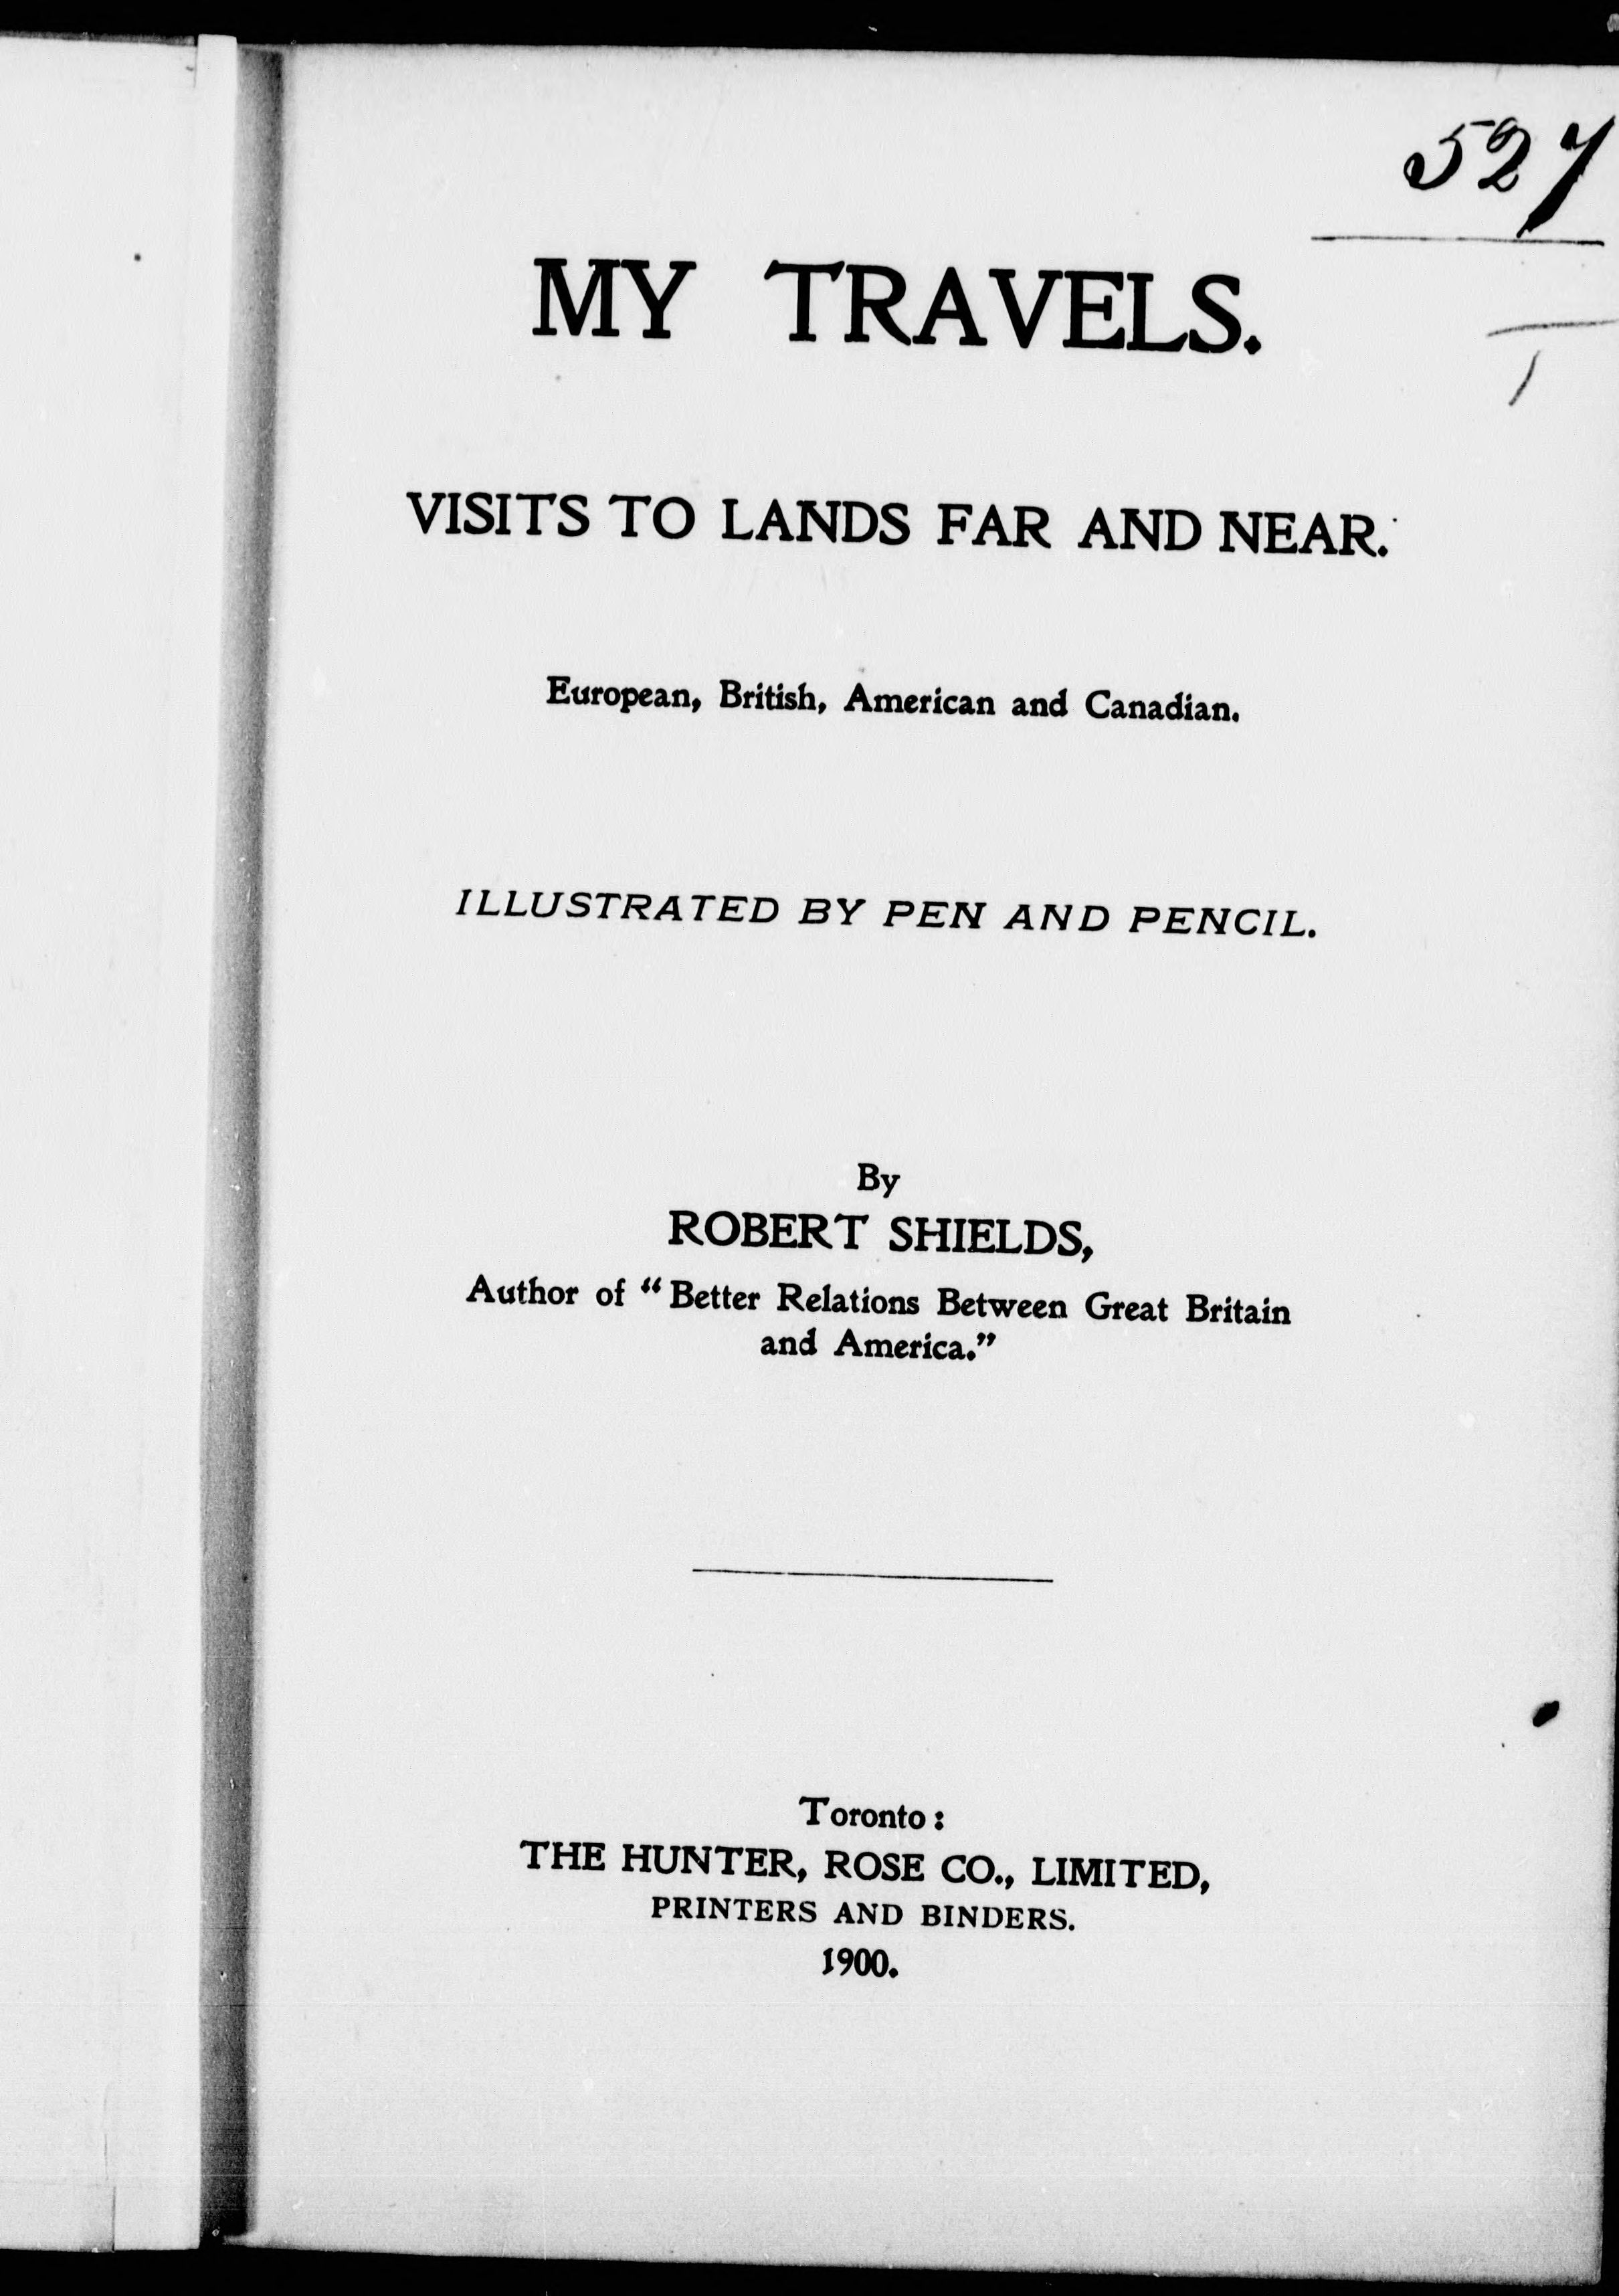 527
MY TRAVELS.
VISITS TO LANDS FAR AND NEAR.
European, British, American and Canadian.
ILLUSTRATED BY PEN AND PENCIL.
By
ROBERT SHIELDS,
Author of “Better Relations Between Great Britain
and America.”
Toronto:
THE HUNTER, ROSE CO., LIMITED,
PRINTERS AND BINDERS.
1900.